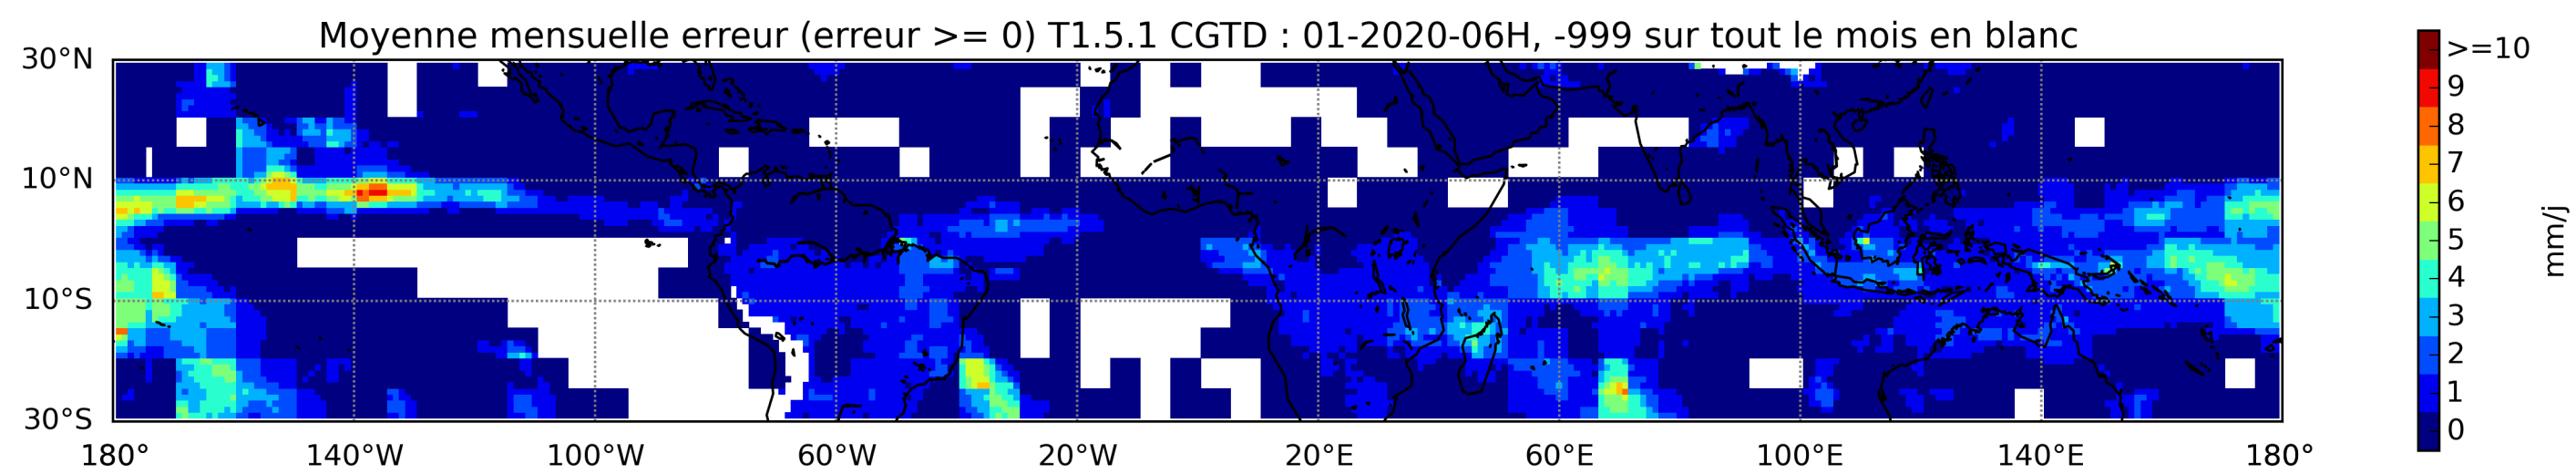 Moyenne mensuelle erreur (erreur >= 0) T1.5.1 CGTD : 01-2020-06H, -999 sur tout le mois en blanc
30°N
10°N
10°S
30°S
180° 140°W 100°W 60°W 20°W 20°E 60°E 100°E 140°E 180°
>=10
9
8
7
6
5
4
3
2
1
0
mm/j